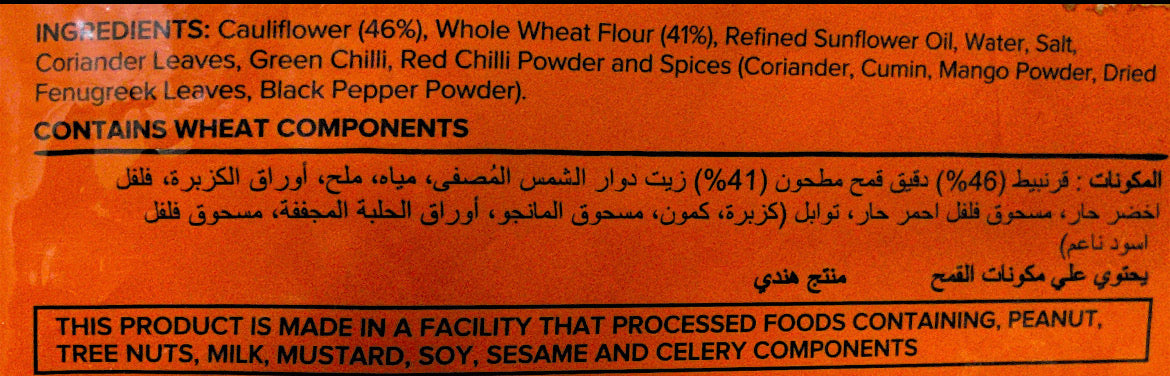 INGREDIENTS: Cauliflower (46%), Whole Wheat Flour (41%), Refined Sunflower Oil, Water, Salt,
Coriander Leaves, Green Chilli, Red Chilli Powder and Spices (Coriander, Cumin, Mango Powder, Dried
Fenugreek Leaves, Black Pepper Powder).
CONTAINS WHEAT COMPONENTS
المكونات : قرنبيط (46%) دقيق قمح مطحون (41%) زيت دوار الشمس المُصفى، مياه، ملح، أوراق الكزبرة، فلفل
اخضر حار، مسحوق فلفل احمر حار، توابل (كزبرة، كمون، مسحوق المانجو، أوراق الحلبة المجففة، مسحوق فلفل
اسود ناعم)
يحتوي علي مكونات القمح منتج هندي
THIS PRODUCT IS MADE IN A FACILITY THAT PROCESSED FOODS CONTAINING, PEANUT,
TREE NUTS, MILK, MUSTARD, SOY, SESAME AND CELERY COMPONENTS